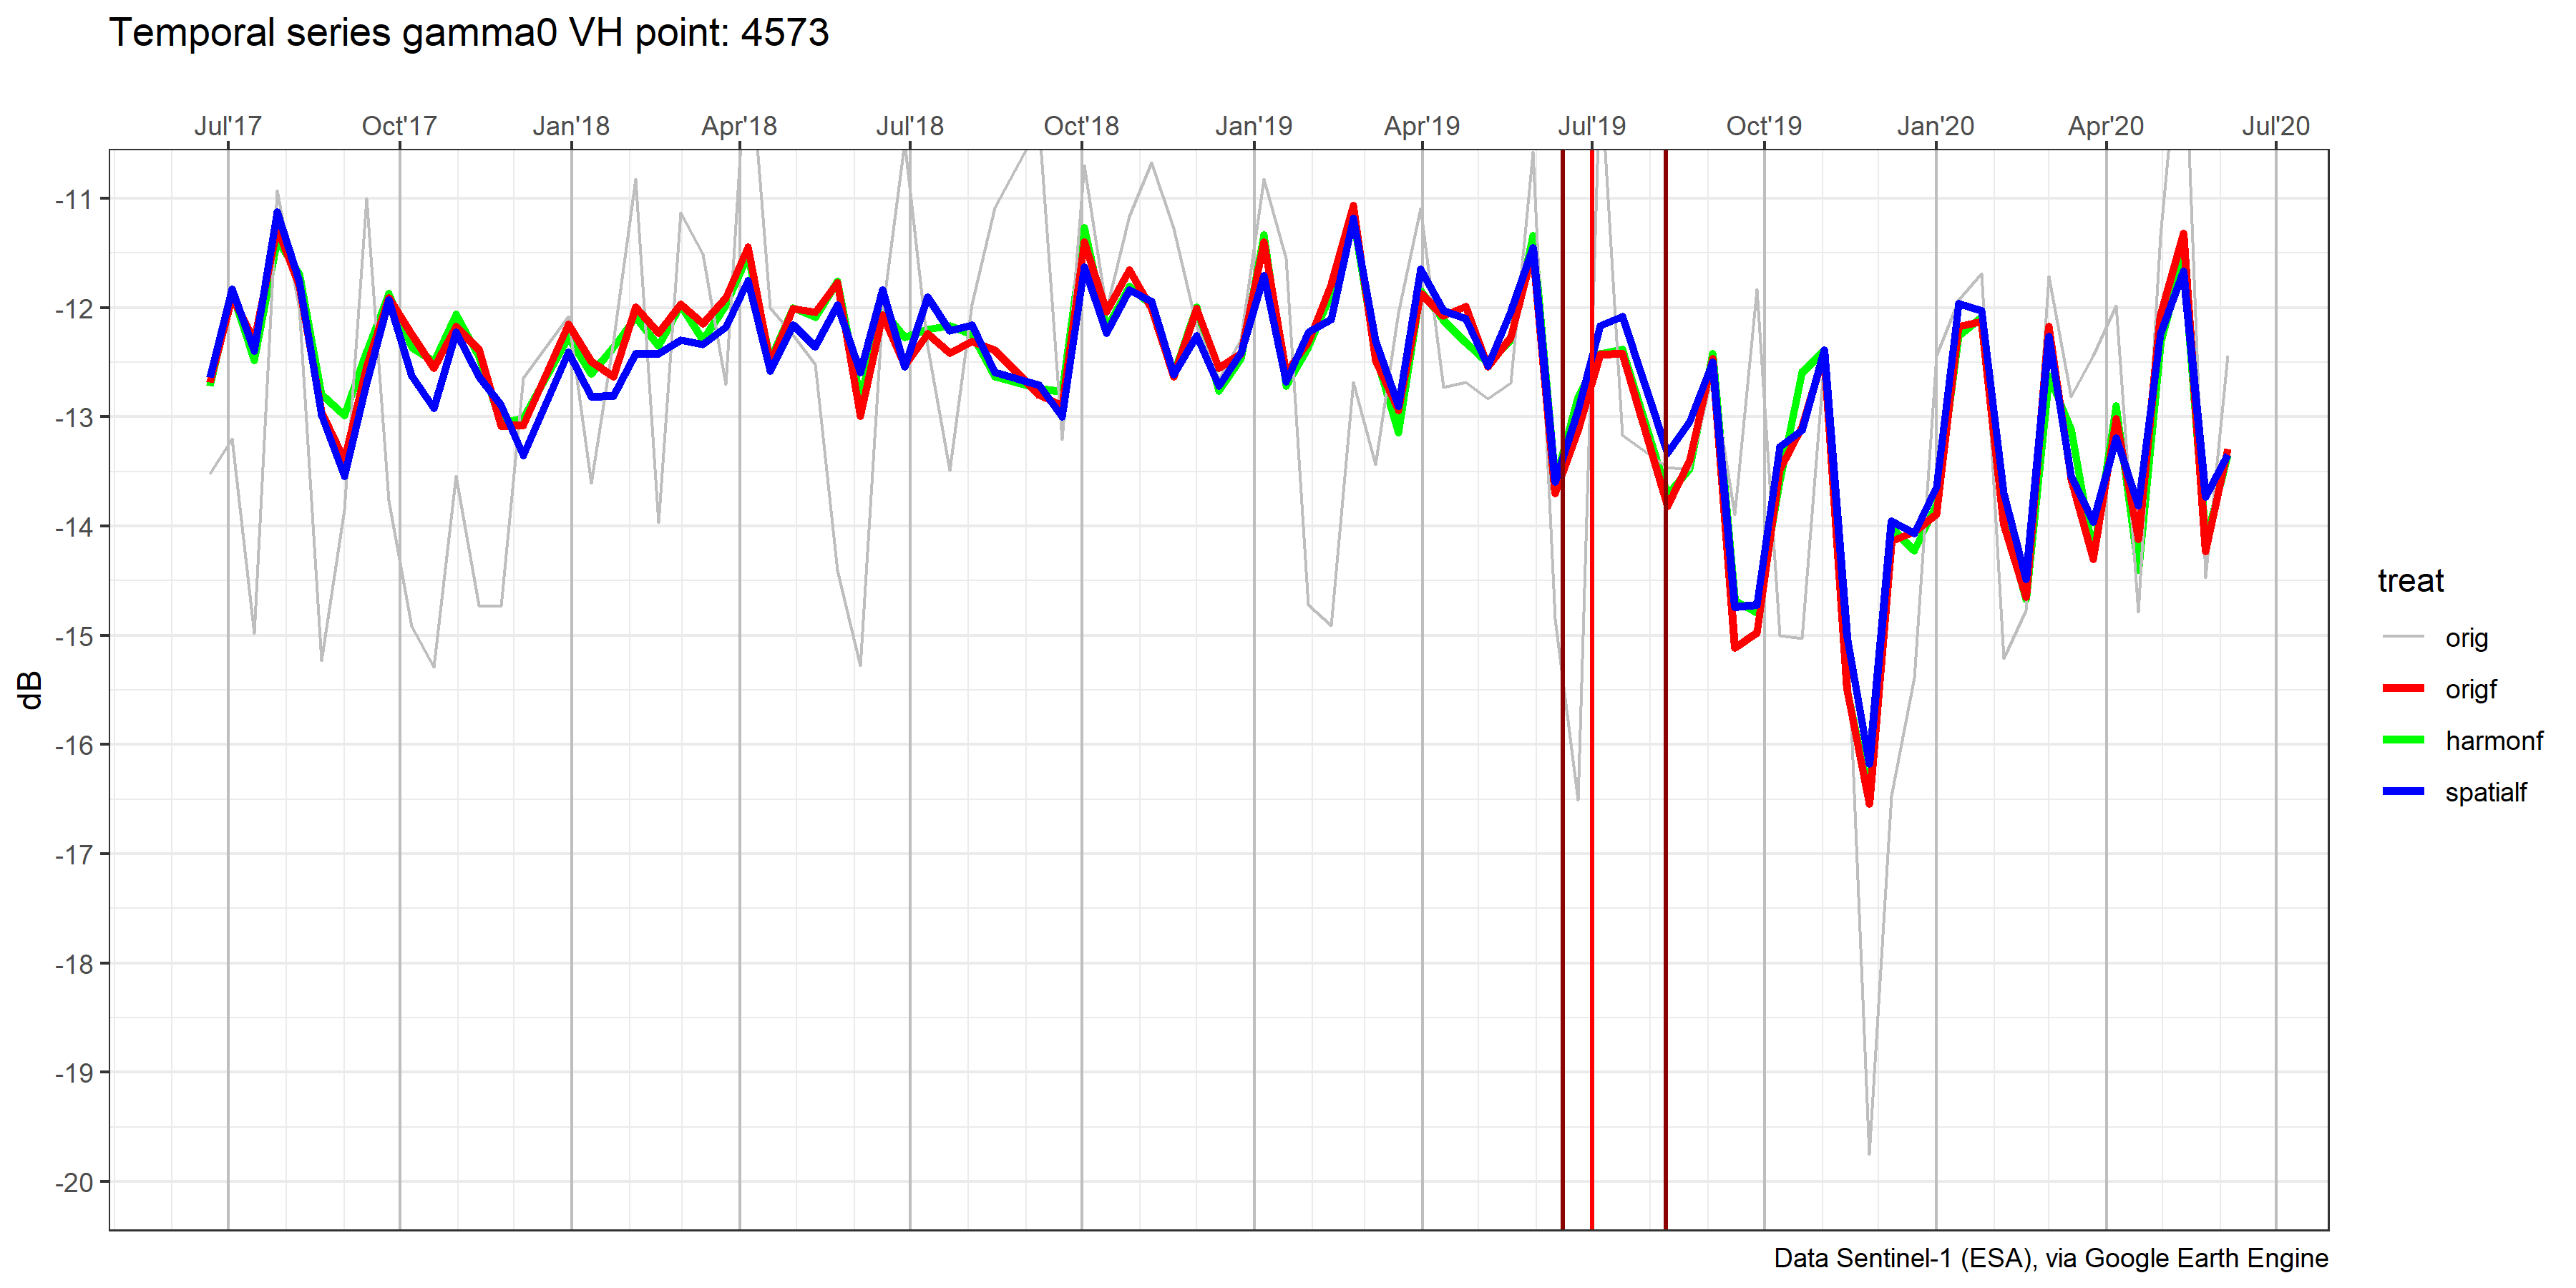 Temporal series gamma0 VH point: 4573
Jul'17 Oct'17 Jan'18 Apr'18 Jul'18 Oct'18 Jan'19 Apr'19 Jul'19 Oct'19 Jan'20 Apr'20 Jul'20
-11
-12
-13
-14
-15
-16
-17
-18
-19
-20
dB
treat
orig
origf
harmonf
spatialf
Data Sentinel-1 (ESA), via Google Earth Engine